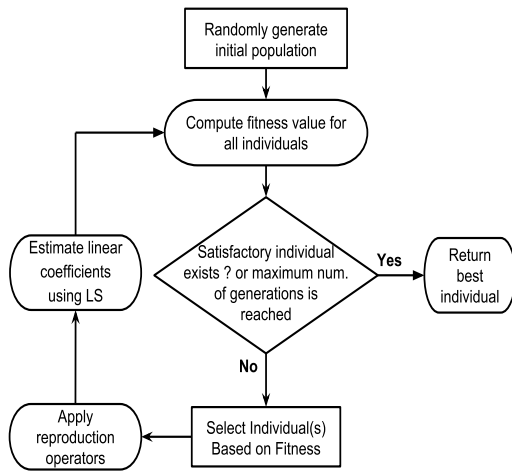 Randomly generate
initial population
Compute fitness value for
all individuals
Satisfactory individual
exists ? or maximum num.
of generations is
reached
Yes
Return
best
individual
Estimate linear
coefficients
using LS
No
Select Individual(s)
Based on Fitness
Apply
reproduction
operators